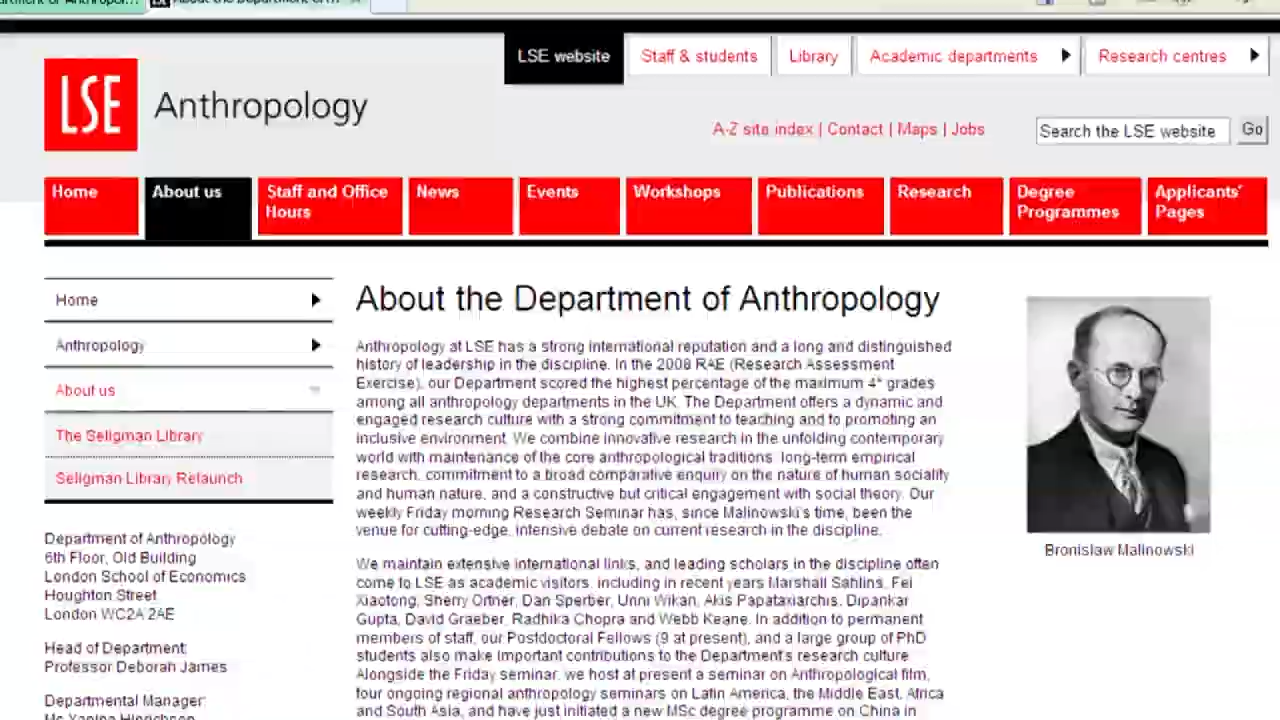 LSE website
Staff & students
Library
Academic departments
Research centres
LSE
Anthropology
A-Z site index | Contact | Maps | Jobs
Search the LSE website
Go
Home
About us
Staff and Office
Hours
News
Events
Workshops
Publications
Research
Degree
Programmes
Applicants'
Pages
Home
Anthropology
About us
The Seligman Library
Seligman Library Relaunch
Department of Anthropology
6th Floor, Old Building
London School of Economics
Houghton Street
London WC2A 2AE
Head of Department:
Professor Deborah James
Departmental Manager:
About the Department of Anthropology
Anthropology at LSE has a strong international reputation and a long and distinguished
history of leadership in the discipline. In the 2008 RAE (Research Assessment
Exercise), our Department scored the highest percentage of the maximum 4* grades
among all anthropology departments in the UK. The Department offers a dynamic and
engaged research culture with a strong commitment to teaching and to promoting an
inclusive environment. We combine innovative research in the unfolding contemporary
world with maintenance of the core anthropological traditions: long-term empirical
research, commitment to a broad comparative enquiry on the nature of human sociality
and human nature, and a constructive but critical engagement with social theory. Our
weekly Friday morning Research Seminar has, since Malinowski's time, been the
venue for cutting-edge, intensive debate on current research in the discipline.
We maintain extensive international links, and leading scholars in the discipline often
come to LSE as academic visitors, including in recent years Marshall Sahlins, Fei
Xiaotong, Sherry Ortner, Dan Sperber, Unni Wikan, Akis Papataxiarchis, Dipankar
Gupta, David Graeber, Radhika Chopra and Webb Keane. In addition to permanent
members of staff, our Postdoctoral Fellows (9 at present), and a large group of PhD
students also make important contributions to the Department's research culture.
Alongside the Friday seminar, we host at present a seminar on Anthropological film,
four ongoing regional anthropology seminars on Latin America, the Middle East, Africa
and South Asia, and have just initiated a new MSc degree programme on China in
Bronislaw Malinowski